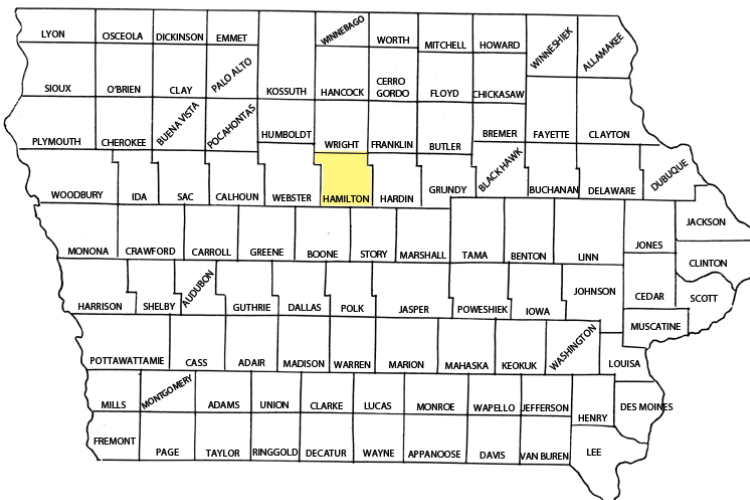 LYON OSCEOLA DICKINSON EMMET WINNEBAGO WORTH MITCHELL HOWARD WINNESHIEK ALLAMAKEE
SIOUX O'BRIEN CLAY PALO ALTO KOSSUTH HANCOCK CERRO GORDO FLOYD CHICKASAW
PLYMOUTH CHEROKEE BUENA VISTA POCAHONTAS HUMBOLDT WRIGHT FRANKLIN BUTLER BREMER FAYETTE CLAYTON
WOODBURY IDA SAC CALHOUN WEBSTER HAMILTON HARDIN GRUNDY BLACK HAWK BUCHANAN DELAWARE DUBUQUE
MONONA CRAWFORD CARROLL GREENE BOONE STORY MARSHALL TAMA BENTON LINN JONES JACKSON
CLINTON
HARRISON SHELBY AUDUBON GUTHRIE DALLAS POLK JASPER POWESHIEK IOWA JOHNSON CEDAR SCOTT
MUSCATINE
POTTAWATTAMIE CASS ADAIR MADISON WARREN MARION MAHASKA KEOKUK WASHINGTON LOUISA
MILLS MONTGOMERY ADAMS UNION CLARKE LUCAS MONROE WAPELLO JEFFERSON HENRY DES MOINES
FREMONT PAGE TAYLOR RINGGOLD DECATUR WAYNE APPANOOSE DAVIS VAN BUREN LEE